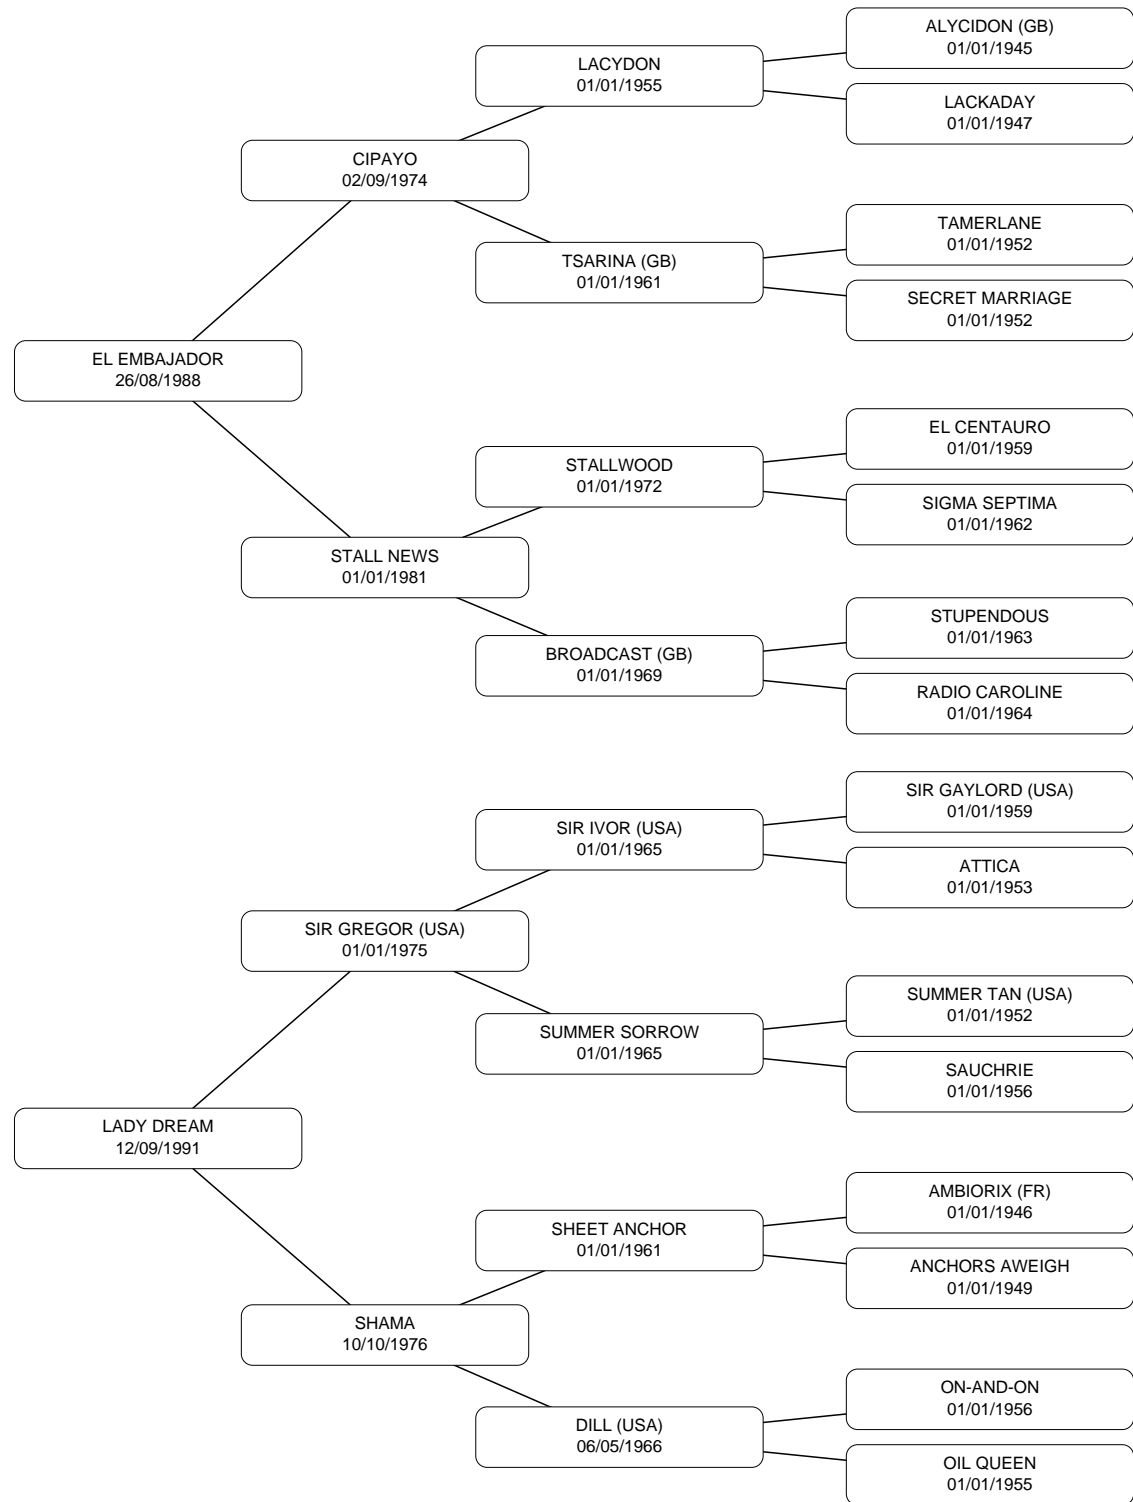 ALYCIDON (GB)
01/01/1945
LACYDON
01/01/1955
LACKADAY
01/01/1947
CIPAYO
02/09/1974
TAMERLANE
01/01/1952
TSARINA (GB)
01/01/1961
SECRET MARRIAGE
01/01/1952
EL EMBAJADOR
26/08/1988
EL CENTAURO
01/01/1959
STALLWOOD
01/01/1972
SIGMA SEPTIMA
01/01/1962
STALL NEWS
01/01/1981
STUPENDOUS
01/01/1963
BROADCAST (GB)
01/01/1969
RADIO CAROLINE
01/01/1964
SIR GAYLORD (USA)
01/01/1959
SIR IVOR (USA)
01/01/1965
ATTICA
01/01/1953
SIR GREGOR (USA)
01/01/1975
SUMMER TAN (USA)
01/01/1952
SUMMER SORROW
01/01/1965
SAUCHRIE
01/01/1956
LADY DREAM
12/09/1991
AMBIORIX (FR)
01/01/1946
SHEET ANCHOR
01/01/1961
ANCHORS AWEIGH
01/01/1949
SHAMA
10/10/1976
ON-AND-ON
01/01/1956
DILL (USA)
06/05/1966
OIL QUEEN
01/01/1955